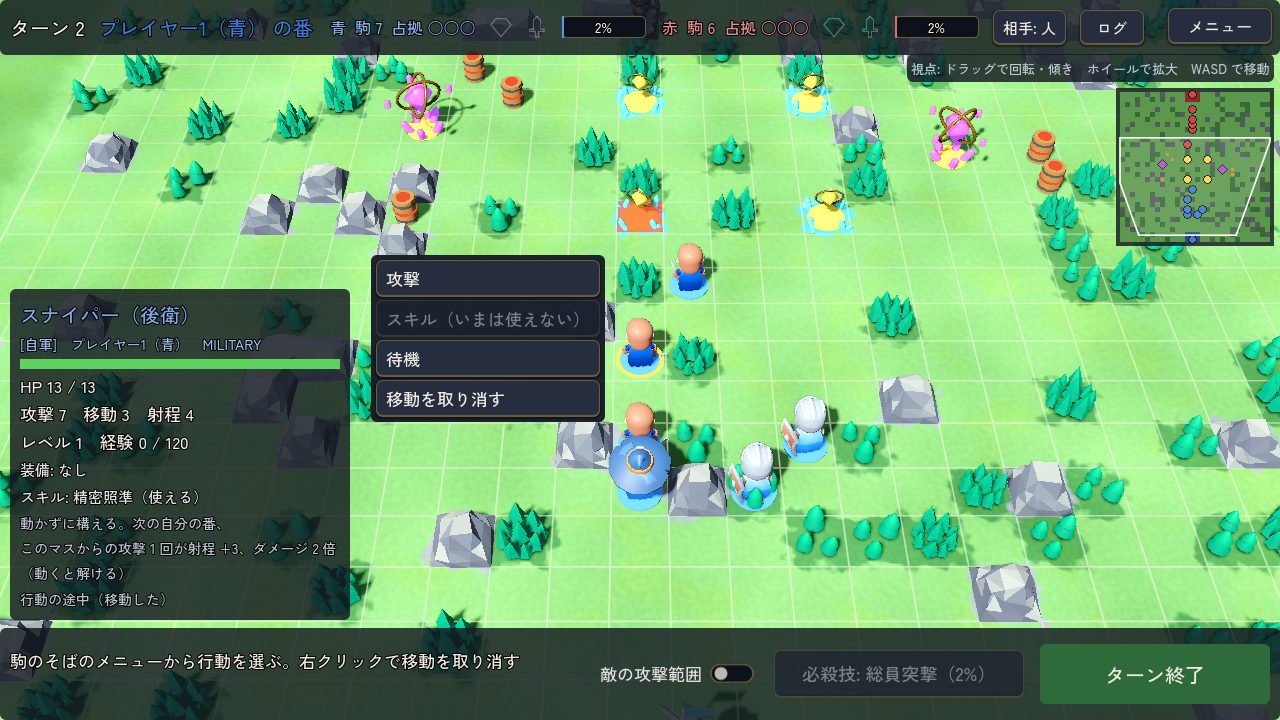 ターン 2 プレイヤー1（青）の番 青 駒 7 占拠 〇〇〇 2% 赤 駒 6 占拠 〇〇〇 2% 相手: 人 ログ メニュー
視点: ドラッグで回転・傾き ホイールで拡大 WASD で移動
攻撃
スキル（いまは使えない）
待機
移動を取り消す
スナイパー（後衛）
[自軍] プレイヤー1（青） MILITARY
HP 13 / 13
攻撃 7 移動 3 射程 4
レベル 1 経験 0 / 120
装備: なし
スキル: 精密照準（使える）
動かずに構える。次の自分の番、
このマスからの攻撃 1 回が射程 +3、ダメージ 2 倍
（動くと解ける）
行動の途中（移動した）
駒のそばのメニューから行動を選ぶ。右クリックで移動を取り消す
敵の攻撃範囲
必殺技: 総員突撃（2%）
ターン終了